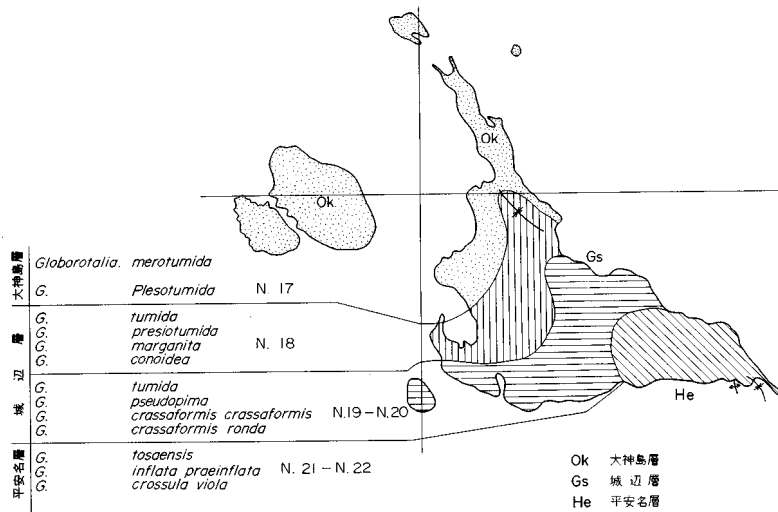 Ok
Ok
Gs
He
大神島層
Globorotalia. merotumida
G. Plesotumida N. 17
城辺層
G. tumida
G. presiotumida
G. marganita N. 18
G. conoidea
G. tumida
G. pseudopima
G. crassaformis crassaformis N.19-N.20
G. crassaformis ronda
平安名層
G. tosaensis
G. inflata praeinflata N. 21-N. 22
G. crossula viola
Ok 大神島層
Gs 城辺層
He 平安名層